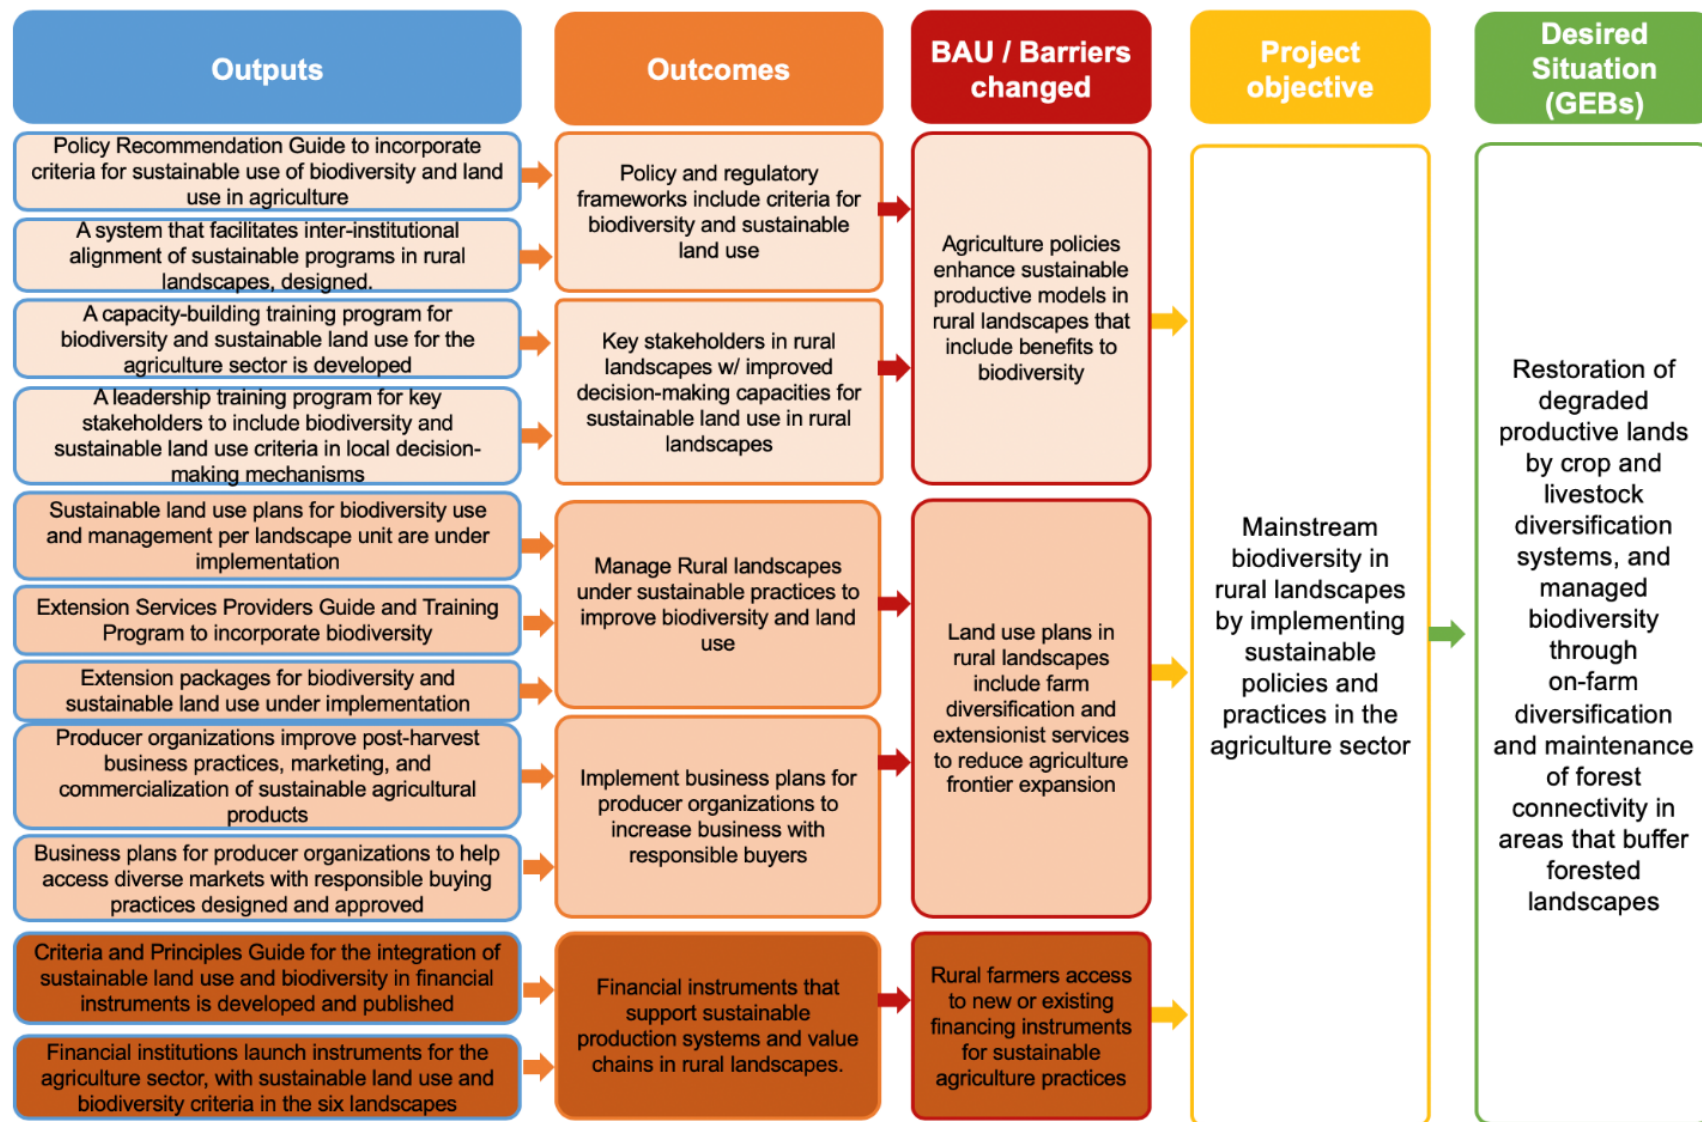 Outputs
Outcomes
BAU / Barriers
changed
Project
objective
Desired
Situation
(GEBs)
Policy Recommendation Guide to incorporate
criteria for sustainable use of biodiversity and land
use in agriculture
A system that facilitates inter-institutional
alignment of sustainable programs in rural
landscapes, designed.
A capacity-building training program for
biodiversity and sustainable land use for the
agriculture sector is developed
A leadership training program for key
stakeholders to include biodiversity and
sustainable land use criteria in local decision-
making mechanisms
Sustainable land use plans for biodiversity use
and management per landscape unit are under
implementation
Extension Services Providers Guide and Training
Program to incorporate biodiversity
Extension packages for biodiversity and
sustainable land use under implementation
Producer organizations improve post-harvest
business practices, marketing, and
commercialization of sustainable agricultural
products
Business plans for producer organizations to help
access diverse markets with responsible buying
practices designed and approved
Criteria and Principles Guide for the integration of
sustainable land use and biodiversity in financial
instruments is developed and published
Financial institutions launch instruments for the
agriculture sector, with sustainable land use and
biodiversity criteria in the six landscapes
Policy and regulatory
frameworks include criteria for
biodiversity and sustainable
land use
Key stakeholders in rural
landscapes w/ improved
decision-making capacities for
sustainable land use in rural
landscapes
Manage Rural landscapes
under sustainable practices to
improve biodiversity and land
use
Implement business plans for
producer organizations to
increase business with
responsible buyers
Financial instruments that
support sustainable
production systems and value
chains in rural landscapes.
Agriculture policies
enhance sustainable
productive models in
rural landscapes that
include benefits to
biodiversity
Land use plans in
rural landscapes
include farm
diversification and
extensionist services
to reduce agriculture
frontier expansion
Rural farmers access
to new or existing
financing instruments
for sustainable
agriculture practices
Mainstream
biodiversity in
rural landscapes
by implementing
sustainable
policies and
practices in the
agriculture sector
Restoration of
degraded
productive lands
by crop and
livestock
diversification
systems, and
managed
biodiversity
through
on-farm
diversification
and maintenance
of forest
connectivity in
areas that buffer
forested
landscapes